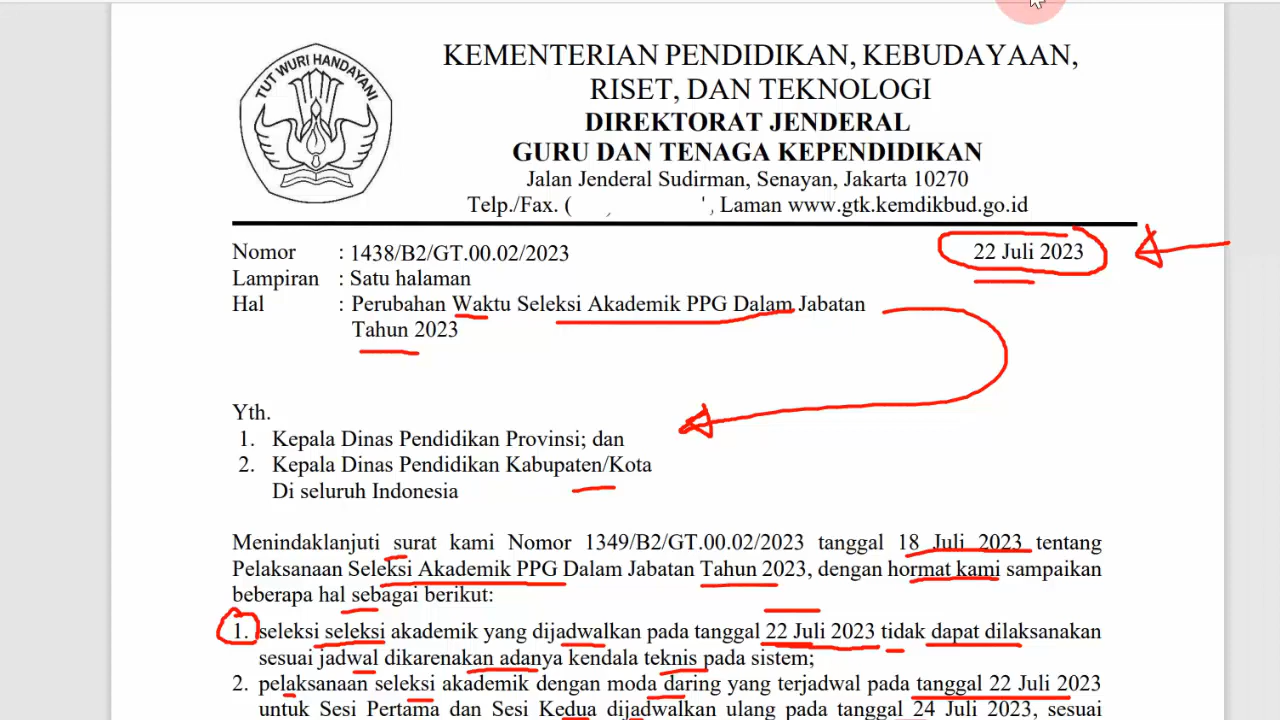 TUT WURI HANDAYANI
KEMENTERIAN PENDIDIKAN, KEBUDAYAAN,
RISET, DAN TEKNOLOGI
DIREKTORAT JENDERAL
GURU DAN TENAGA KEPENDIDIKAN
Jalan Jenderal Sudirman, Senayan, Jakarta 10270
Telp./Fax. ( , ' , Laman www.gtk.kemdikbud.go.id
Nomor : 1438/B2/GT.00.02/2023 22 Juli 2023
Lampiran : Satu halaman
Hal : Perubahan Waktu Seleksi Akademik PPG Dalam Jabatan
Tahun 2023
Yth.
1. Kepala Dinas Pendidikan Provinsi; dan
2. Kepala Dinas Pendidikan Kabupaten/Kota
Di seluruh Indonesia
Menindaklanjuti surat kami Nomor 1349/B2/GT.00.02/2023 tanggal 18 Juli 2023 tentang
Pelaksanaan Seleksi Akademik PPG Dalam Jabatan Tahun 2023, dengan hormat kami sampaikan
beberapa hal sebagai berikut:
1. seleksi seleksi akademik yang dijadwalkan pada tanggal 22 Juli 2023 tidak dapat dilaksanakan
sesuai jadwal dikarenakan adanya kendala teknis pada sistem;
2. pelaksanaan seleksi akademik dengan moda daring yang terjadwal pada tanggal 22 Juli 2023
untuk Sesi Pertama dan Sesi Kedua dijadwalkan ulang pada tanggal 24 Juli 2023, sesuai